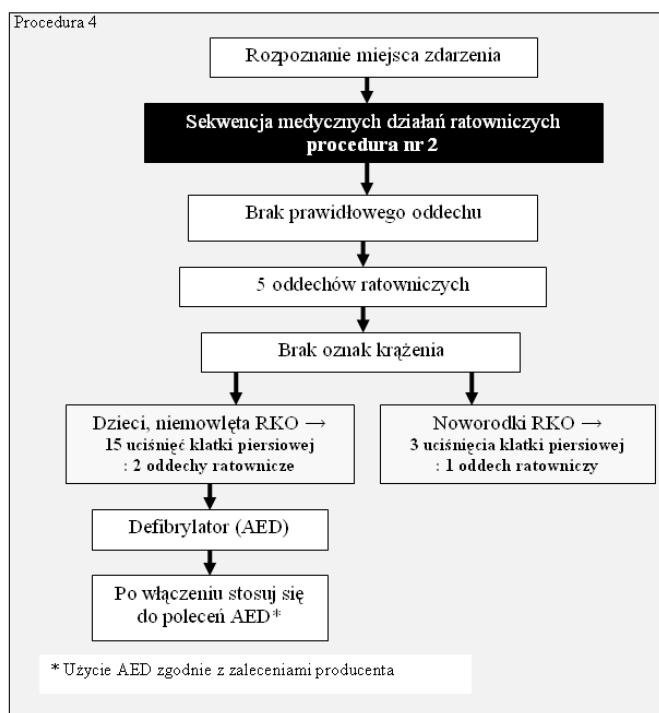 Procedura 4
Rozpoznanie miejsca zdarzenia
Sekwencja medycznych działań ratowniczych
procedura nr 2
Brak prawidłowego oddechu
5 oddechów ratowniczych
Brak oznak krążenia
Dzieci, niemowlęta RKO →
15 uciśnięć klatki piersiowej
: 2 oddechy ratownicze
Noworodki RKO →
3 uciśnięcia klatki piersiowej
: 1 oddech ratowniczy
Defibrylator (AED)
Po włączeniu stosuj się
do poleceń AED*
* Użycie AED zgodnie z zaleceniami producenta